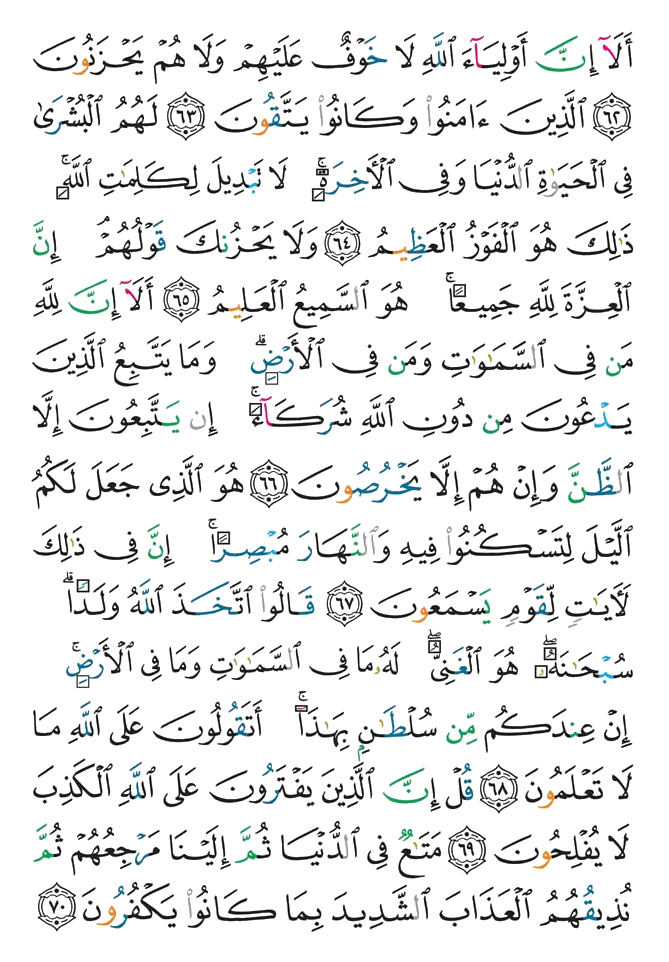 أَلَآ إِنَّ أَوْلِيَآءَ ٱللَّهِ لَا خَوْفٌ عَلَيْهِمْ وَلَا هُمْ يَحْزَنُونَ
٦٢ ٱلَّذِينَ ءَامَنُوا۟ وَكَانُوا۟ يَتَّقُونَ ٦٣ لَهُمُ ٱلْبُشْرَىٰ
فِى ٱلْحَيَوٰةِ ٱلدُّنْيَا وَفِى ٱلْأَخِرَةِ ۚ لَا تَبْدِيلَ لِكَلِمَٰتِ ٱللَّهِ ۚ
ذَٰلِكَ هُوَ ٱلْفَوْزُ ٱلْعَظِيمُ ٦٤ وَلَا يَحْزُنكَ قَوْلُهُمْ ۘ إِنَّ
ٱلْعِزَّةَ لِلَّهِ جَمِيعًا ۚ هُوَ ٱلسَّمِيعُ ٱلْعَلِيمُ ٦٥ أَلَآ إِنَّ لِلَّهِ
مَن فِى ٱلسَّمَٰوَٰتِ وَمَن فِى ٱلْأَرْضِ ۗ وَمَا يَتَّبِعُ ٱلَّذِينَ
يَدْعُونَ مِن دُونِ ٱللَّهِ شُرَكَآءَ ۚ إِن يَتَّبِعُونَ إِلَّا
ٱلظَّنَّ وَإِنْ هُمْ إِلَّا يَخْرُصُونَ ٦٦ هُوَ ٱلَّذِى جَعَلَ لَكُمُ
ٱلَّيْلَ لِتَسْكُنُوا۟ فِيهِ وَٱلنَّهَارَ مُبْصِرًا ۚ إِنَّ فِى ذَٰلِكَ
لَأَيَٰتٍ لِّقَوْمٍ يَسْمَعُونَ ٦٧ قَالُوا۟ ٱتَّخَذَ ٱللَّهُ وَلَدًا ۗ
سُبْحَٰنَهُۥ ۖ هُوَ ٱلْغَنِىُّ ۖ لَهُۥ مَا فِى ٱلسَّمَٰوَٰتِ وَمَا فِى ٱلْأَرْضِ ۚ
إِنْ عِندَكُم مِّن سُلْطَٰنٍۭ بِهَٰذَآ ۚ أَتَقُولُونَ عَلَى ٱللَّهِ مَا
لَا تَعْلَمُونَ ٦٨ قُلْ إِنَّ ٱلَّذِينَ يَفْتَرُونَ عَلَى ٱللَّهِ ٱلْكَذِبَ
لَا يُفْلِحُونَ ٦٩ مَتَٰعٌ فِى ٱلدُّنْيَا ثُمَّ إِلَيْنَا مَرْجِعُهُمْ ثُمَّ
نُذِيقُهُمُ ٱلْعَذَابَ ٱلشَّدِيدَ بِمَا كَانُوا۟ يَكْفُرُونَ ٧٠